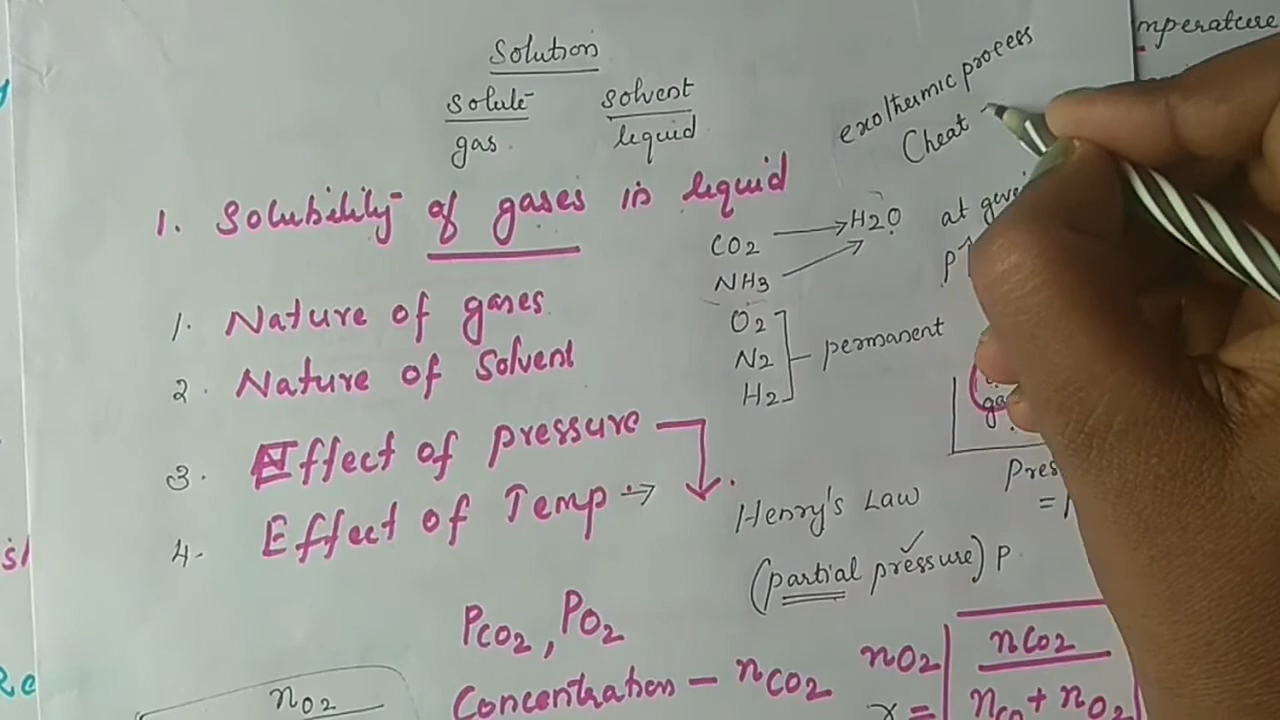 Solution
solute solvent
gas liquid
exothermic process
(heat
mperature
1. Solubility of gases in liquid
CO2 → H2O
NH3
at
P↑
1. Nature of gases
O2
N2 permanent
H2
2. Nature of Solvent
3. Effect of pressure
4. Effect of Temp
Henry's Law
(partial pressure) P
Pres
=
PCO2, PO2
Concentration - nCO2 nO2
nCO2
x =
nO2